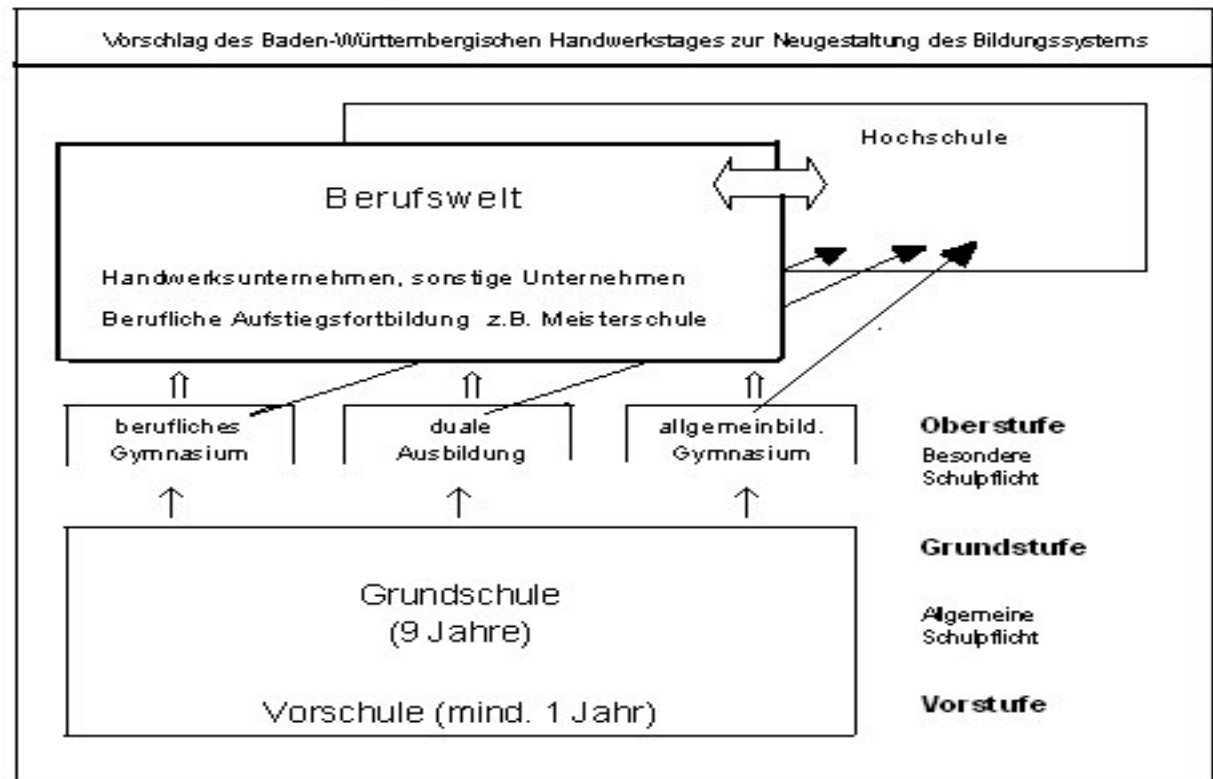 Vorschlag des Baden-Württembergischen Handwerkstages zur Neugestaltung des Bildungssystems
Hochschule
Berufswelt
Handwerksunternehmen, sonstige Unternehmen
Berufliche Aufstiegsfortbildung z.B. Meisterschule
berufliches
Gymnasium
duale
Ausbildung
allgemeinbild.
Gymnasium
Oberstufe
Besondere
Schulpflicht
Grundstufe
Grundschule
(9 Jahre)
Allgemeine
Schulpflicht
Vorschule (mind. 1 Jahr)
Vorstufe